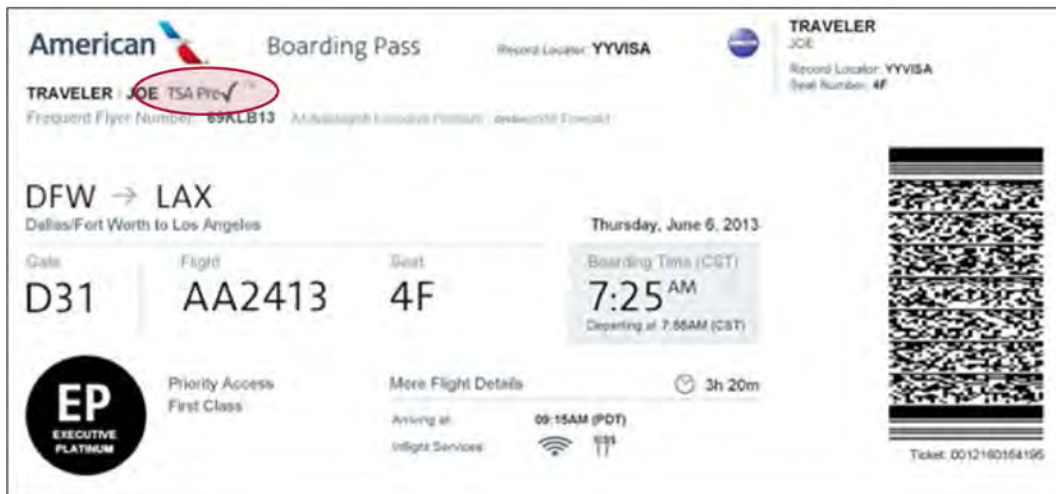 American
Boarding Pass
Record Locator: YYVISA
TRAVELER / JOE TSA Pre✓ ™
Frequent Flyer Number: 69KLB13
TRAVELER
JOE
Record Locator: YYVISA
Seat Number: 4F
DFW → LAX
Dallas/Fort Worth to Los Angeles
Thursday, June 6, 2013
Gate
Flight
Seat
Boarding Time (CST)
D31
AA2413
4F
7:25 AM
Departing at 7:55AM (CST)
EP
EXECUTIVE
PLATINUM
Priority Access
First Class
More Flight Details
3h 20m
Arriving at
09:15AM (PDT)
Inflight Services
Ticket: 0012160164195